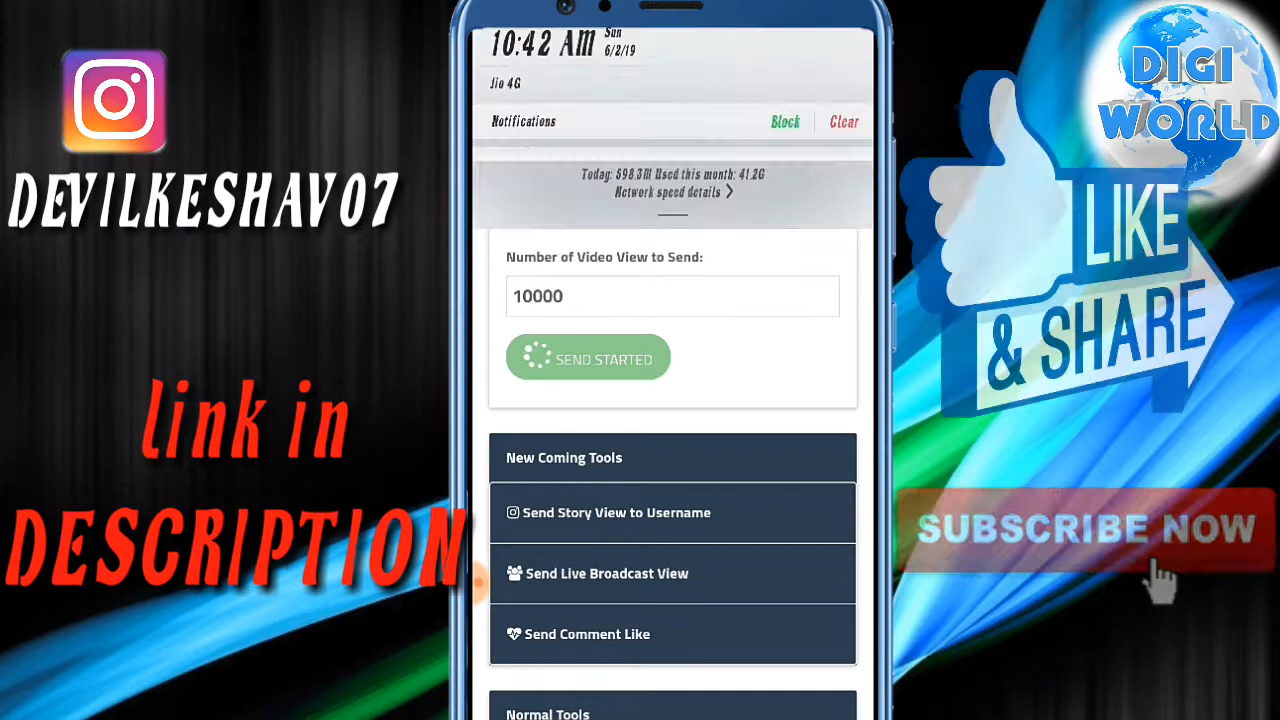 DEVILKESHAV07
link in
DESCRIPTION
10:42 AM
Sun
6/2/19
Jio 4G
Notifications
Block
Clear
Today: 598.3M Used this month: 41.2G
Network speed details
Number of Video View to Send:
10000
SEND STARTED
New Coming Tools
Send Story View to Username
Send Live Broadcast View
Send Comment Like
Normal Tools
DIGI
WORLD
LIKE
& SHARE
SUBSCRIBE NOW